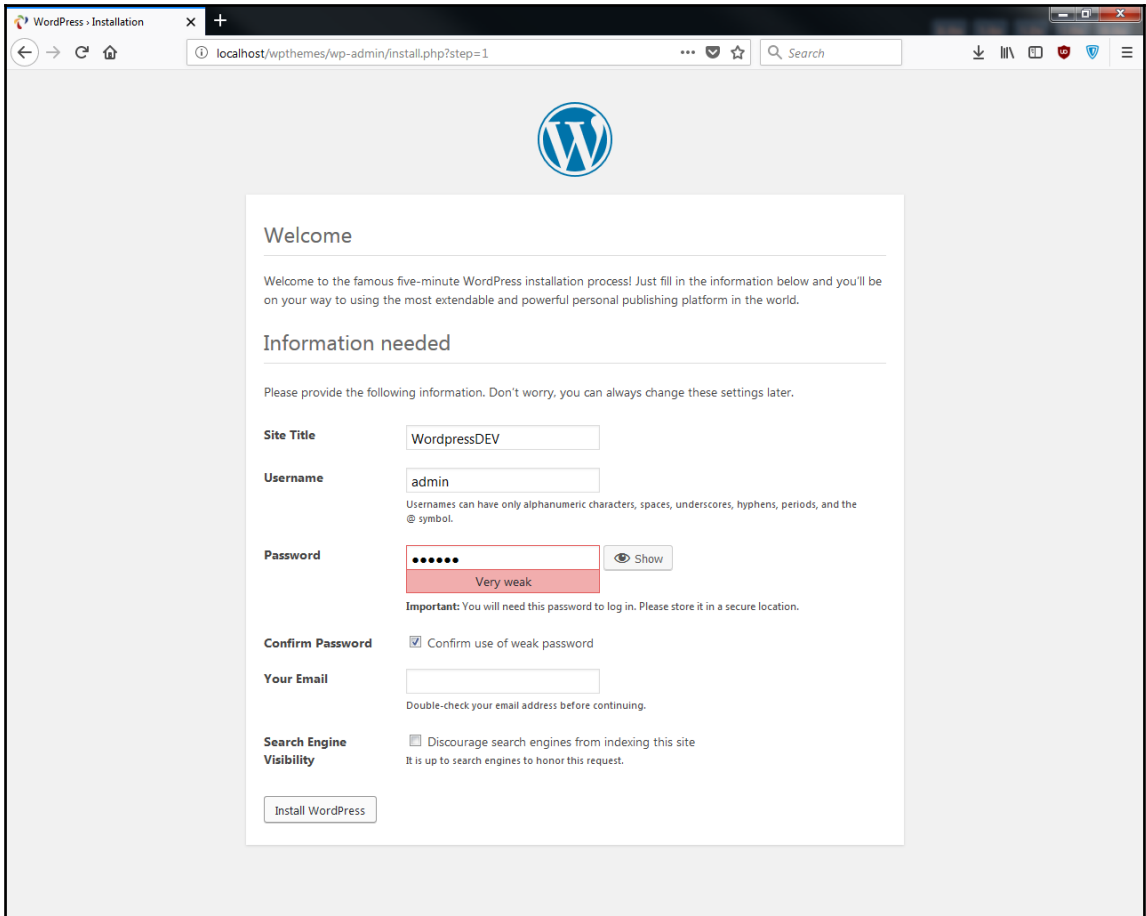 WordPress › Installation
localhost/wpthemes/wp-admin/install.php?step=1
Search
Welcome
Welcome to the famous five-minute WordPress installation process! Just fill in the information below and you'll be
on your way to using the most extendable and powerful personal publishing platform in the world.
Information needed
Please provide the following information. Don't worry, you can always change these settings later.
Site Title
WordpressDEV
Username
admin
Usernames can have only alphanumeric characters, spaces, underscores, hyphens, periods, and the
@ symbol.
Password
••••••
Show
Very weak
Important: You will need this password to log in. Please store it in a secure location.
Confirm Password
Confirm use of weak password
Your Email
Double-check your email address before continuing.
Search Engine
Visibility
Discourage search engines from indexing this site
It is up to search engines to honor this request.
Install WordPress